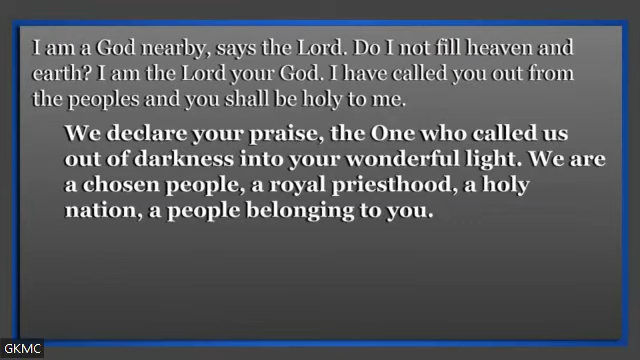 I am a God nearby, says the Lord. Do I not fill heaven and
earth? I am the Lord your God. I have called you out from
the peoples and you shall be holy to me.
We declare your praise, the One who called us
out of darkness into your wonderful light. We are
a chosen people, a royal priesthood, a holy
nation, a people belonging to you.
GKMC